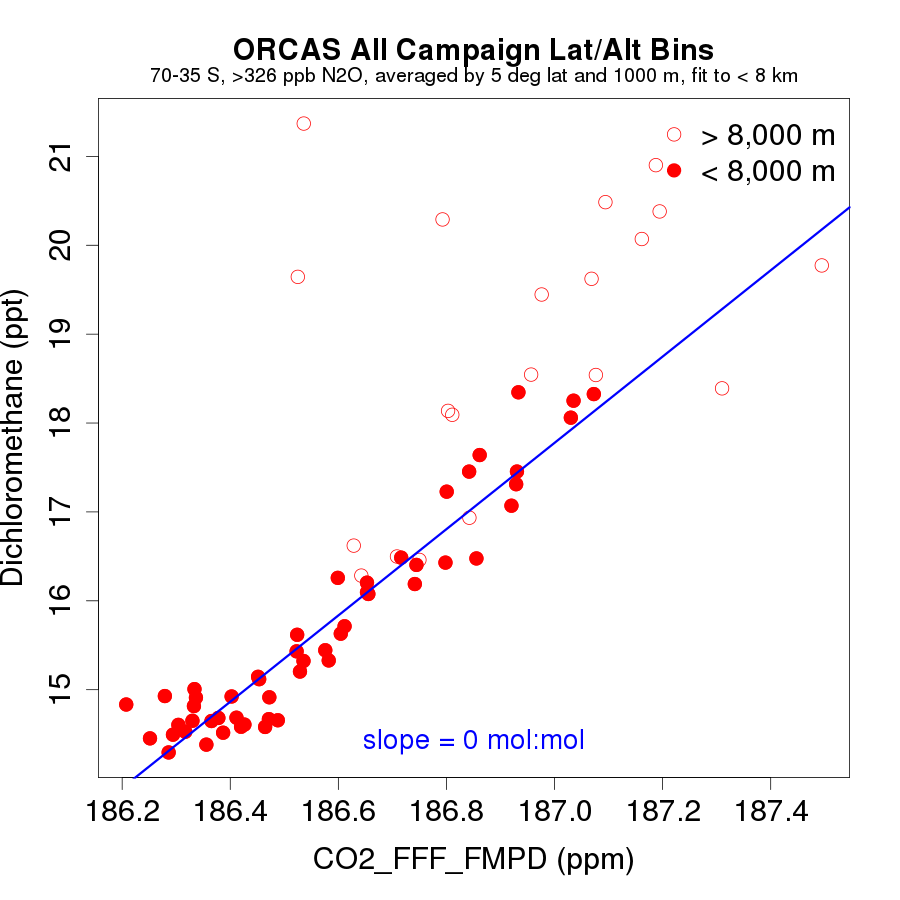 ORCAS All Campaign Lat/Alt Bins
70-35 S, >326 ppb N2O, averaged by 5 deg lat and 1000 m, fit to < 8 km
> 8,000 m
< 8,000 m
Dichloromethane (ppt)
21
20
19
18
17
16
15
slope = 0 mol:mol
186.2 186.4 186.6 186.8 187.0 187.2 187.4
CO2_FFF_FMPD (ppm)